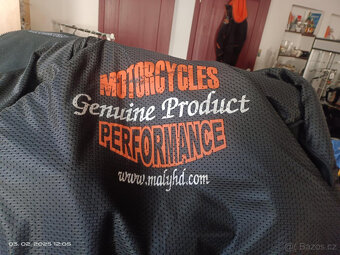 MOTORCYCLES
Genuine Product
PERFORMANCE
www.malyhd.com
03. 02. 2025 12:05
Bazos.cz